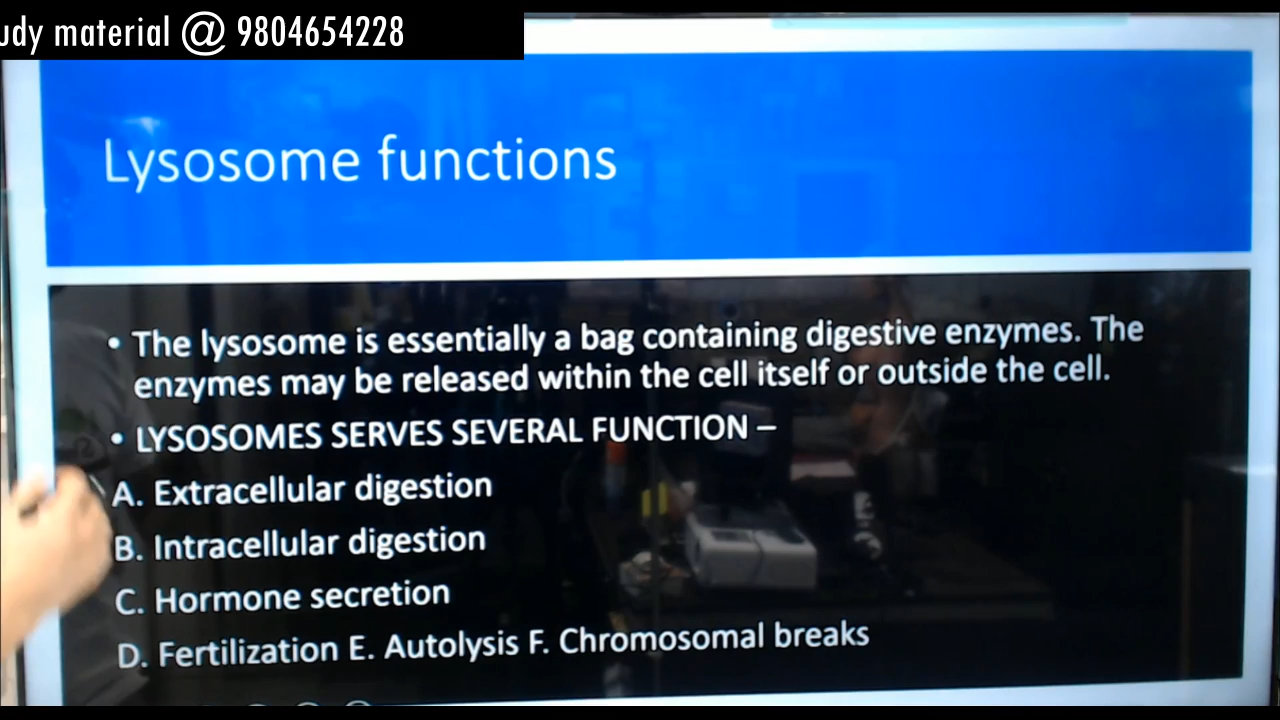 udy material @ 9804654228
Lysosome functions
• The lysosome is essentially a bag containing digestive enzymes. The
enzymes may be released within the cell itself or outside the cell.
• LYSOSOMES SERVES SEVERAL FUNCTION –
A. Extracellular digestion
B. Intracellular digestion
C. Hormone secretion
D. Fertilization E. Autolysis F. Chromosomal breaks